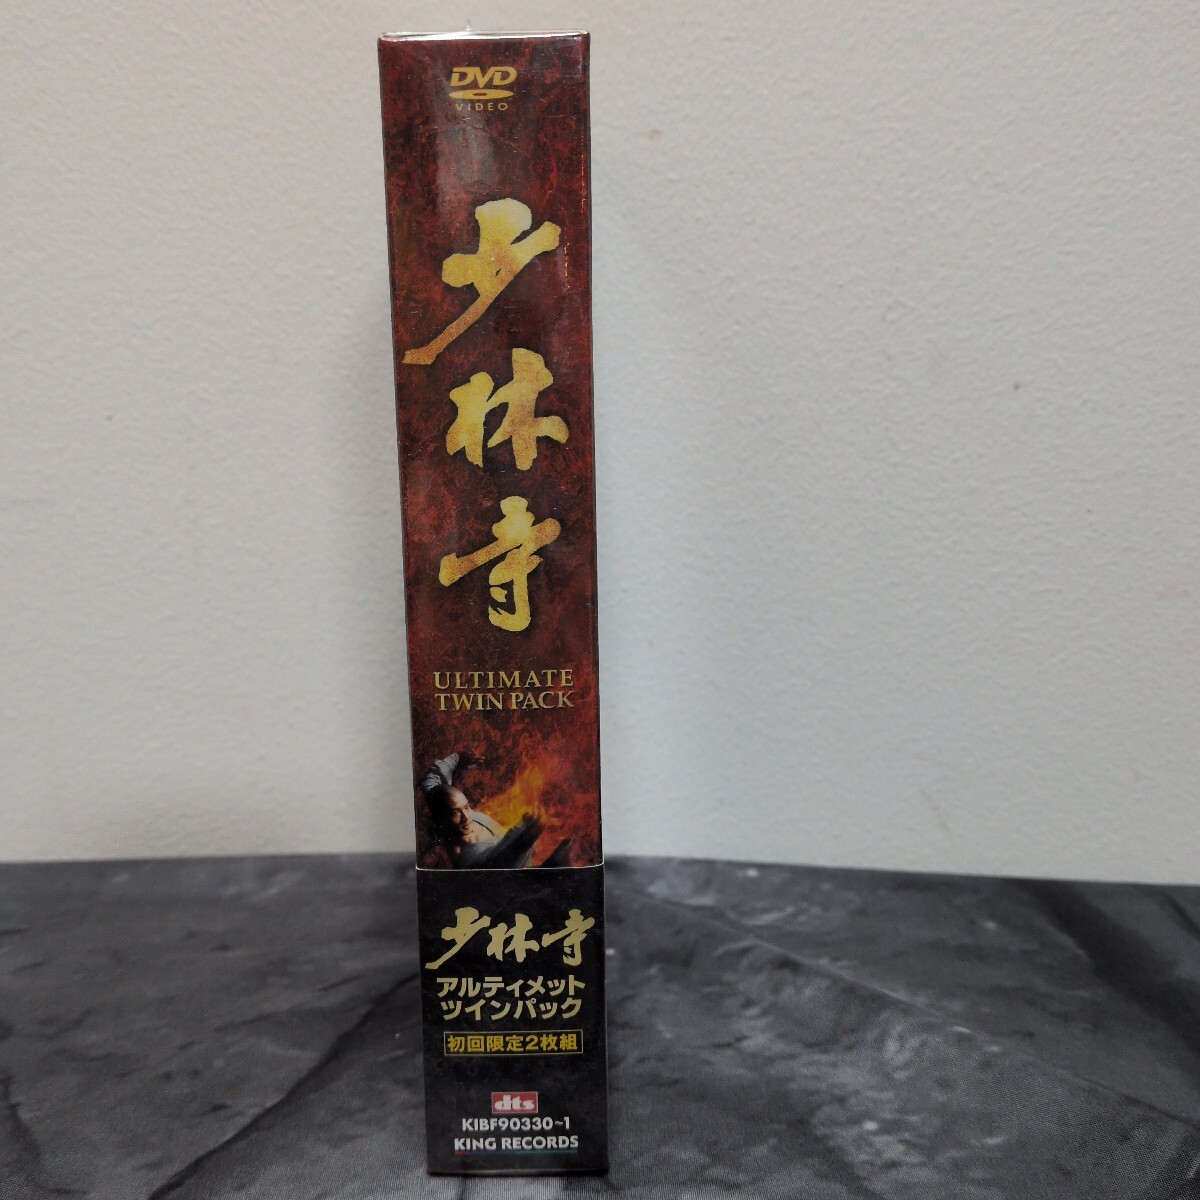 DVD
VIDEO
少林寺
ULTIMATE
TWIN PACK
少林寺
アルティメット
ツインパック
初回限定2枚組
dts
KIBF90330~1
KING RECORDS